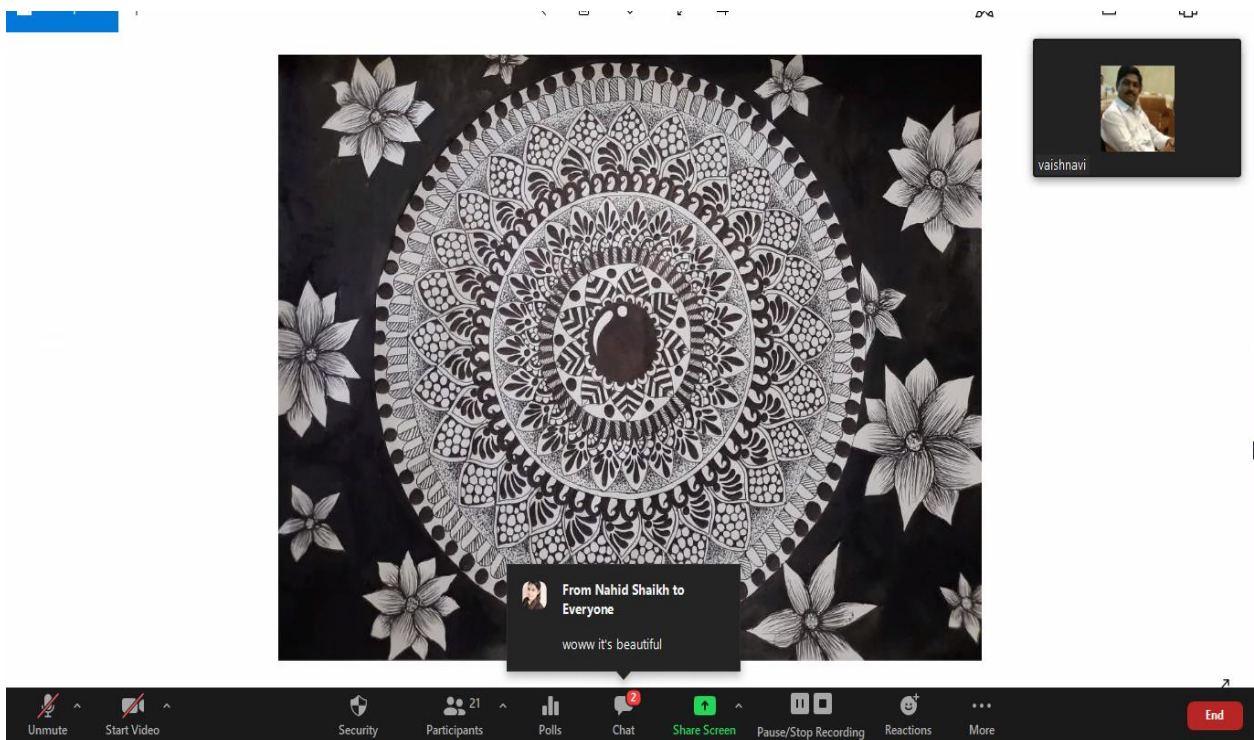 vaishnavi
From Nahid Shaikh to
Everyone
woww it's beautiful
2
21
Unmute
Start Video
Security
Participants
Polls
Chat
Share Screen
Pause/Stop Recording
Reactions
More
End